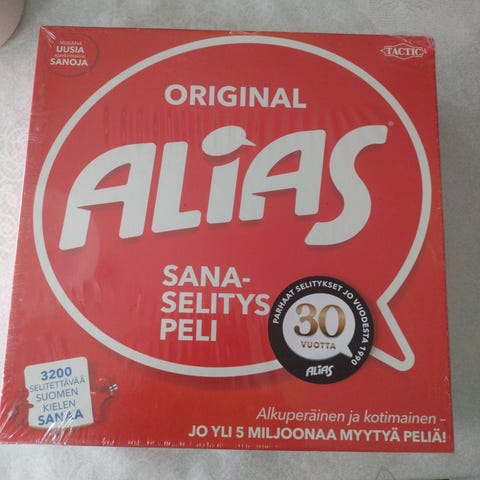 MUKANA
UUSIA
SANOJA
TACTIC
ORIGINAL
ALiAS®
SANA-
SELITYS
PELI
PARHAAT SELITYKSET JO VUODESTA 1990
30
VUOTTA
ALiAS
3200
SELITETTÄVÄÄ
SUOMEN
KIELEN
SANAA
Alkuperäinen ja kotimainen –
JO YLI 5 MILJOONAA MYYTYÄ PELIÄ!